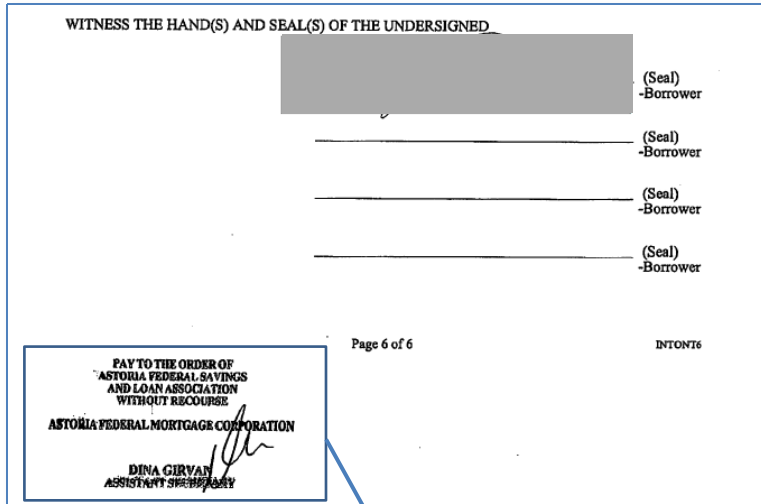 WITNESS THE HAND(S) AND SEAL(S) OF THE UNDERSIGNED
(Seal)
-Borrower
(Seal)
-Borrower
(Seal)
-Borrower
(Seal)
-Borrower
Page 6 of 6
INTONT6
PAY TO THE ORDER OF
ASTORIA FEDERAL SAVINGS
AND LOAN ASSOCIATION
WITHOUT RECOURSE
ASTORIA FEDERAL MORTGAGE CORPORATION
DINA GIRVAN
ASSISTANT SECRETARY